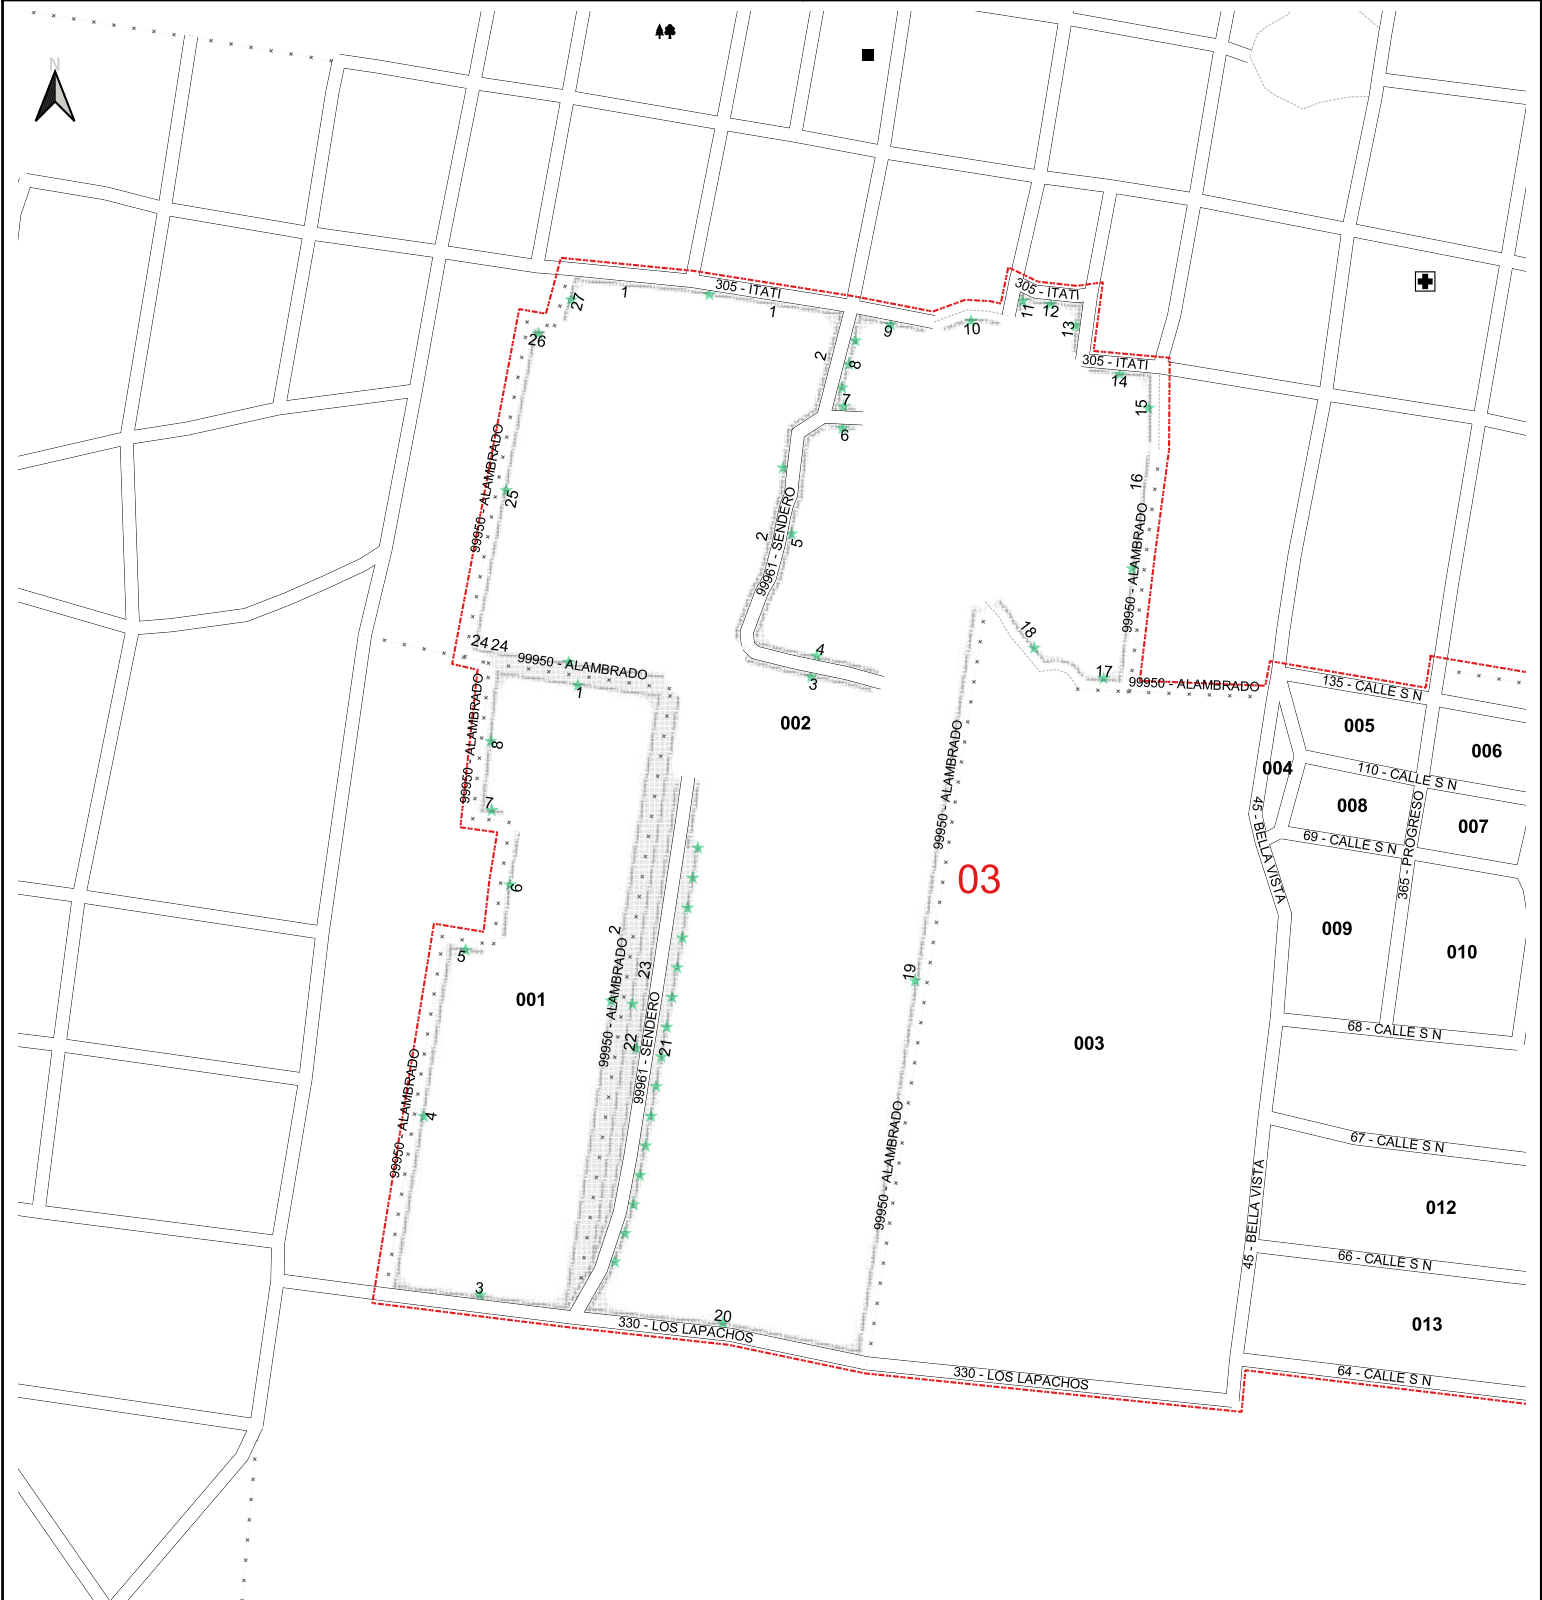 N
305 - ITATI
305 - ITATI
305 - ITATI
1
1
27
26
2
9
8
7
6
10
11
12
13
14
15
16
99950 - ALAMBRADO
25
2
99961 - SENDERO
5
99950 - ALAMBRADO
18
17
24
24
99950 - ALAMBRADO
4
3
1
99950 - ALAMBRADO
8
7
99950 - ALAMBRADO
002
135 - CALLE S N
005
006
004
110 - CALLE S N
008
007
69 - CALLE S N
365 - PROGRESO
45 - BELLA VISTA
99950 - ALAMBRADO
03
6
5
001
2
99950 - ALAMBRADO
23
22
99961 - SENDERO
21
19
009
010
003
68 - CALLE S N
99950 - ALAMBRADO
4
99950 - ALAMBRADO
67 - CALLE S N
45 - BELLA VISTA
012
66 - CALLE S N
3
20
330 - LOS LAPACHOS
013
330 - LOS LAPACHOS
64 - CALLE S N